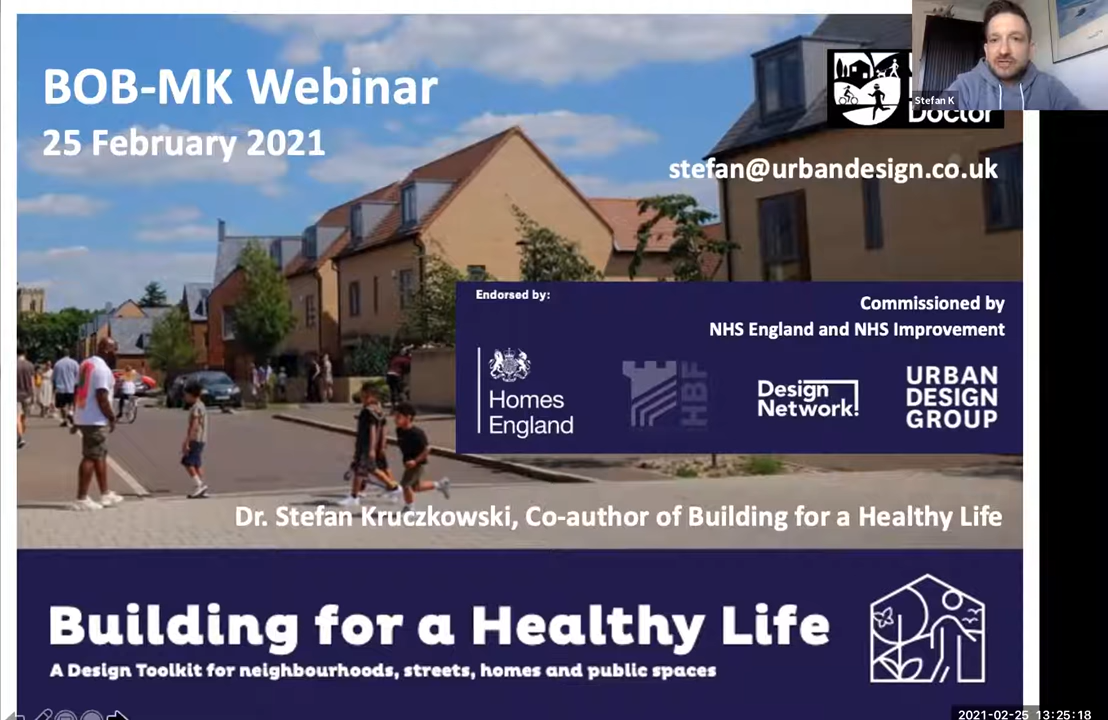 BOB-MK Webinar
25 February 2021
Stefan K
Doctor
stefan@urbandesign.co.uk
Endorsed by:
Commissioned by
NHS England and NHS Improvement
Homes
England
HBF
Design
Network!
URBAN
DESIGN
GROUP
Dr. Stefan Kruczkowski, Co-author of Building for a Healthy Life
Building for a Healthy Life
A Design Toolkit for neighbourhoods, streets, homes and public spaces
2021-02-25 13:25:18